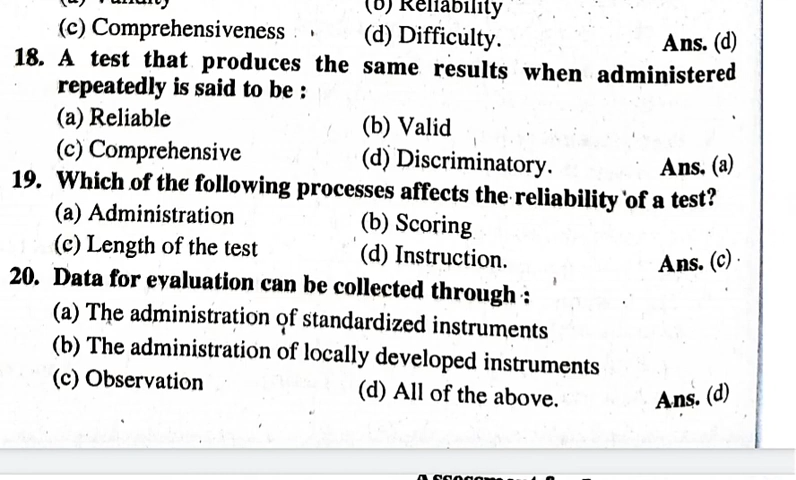 (b) Reliability
(c) Comprehensiveness (d) Difficulty. Ans. (d)
18. A test that produces the same results when administered
repeatedly is said to be :
(a) Reliable (b) Valid
(c) Comprehensive (d) Discriminatory. Ans. (a)
19. Which of the following processes affects the reliability of a test?
(a) Administration (b) Scoring
(c) Length of the test (d) Instruction. Ans. (c)
20. Data for evaluation can be collected through :
(a) The administration of standardized instruments
(b) The administration of locally developed instruments
(c) Observation (d) All of the above. Ans. (d)